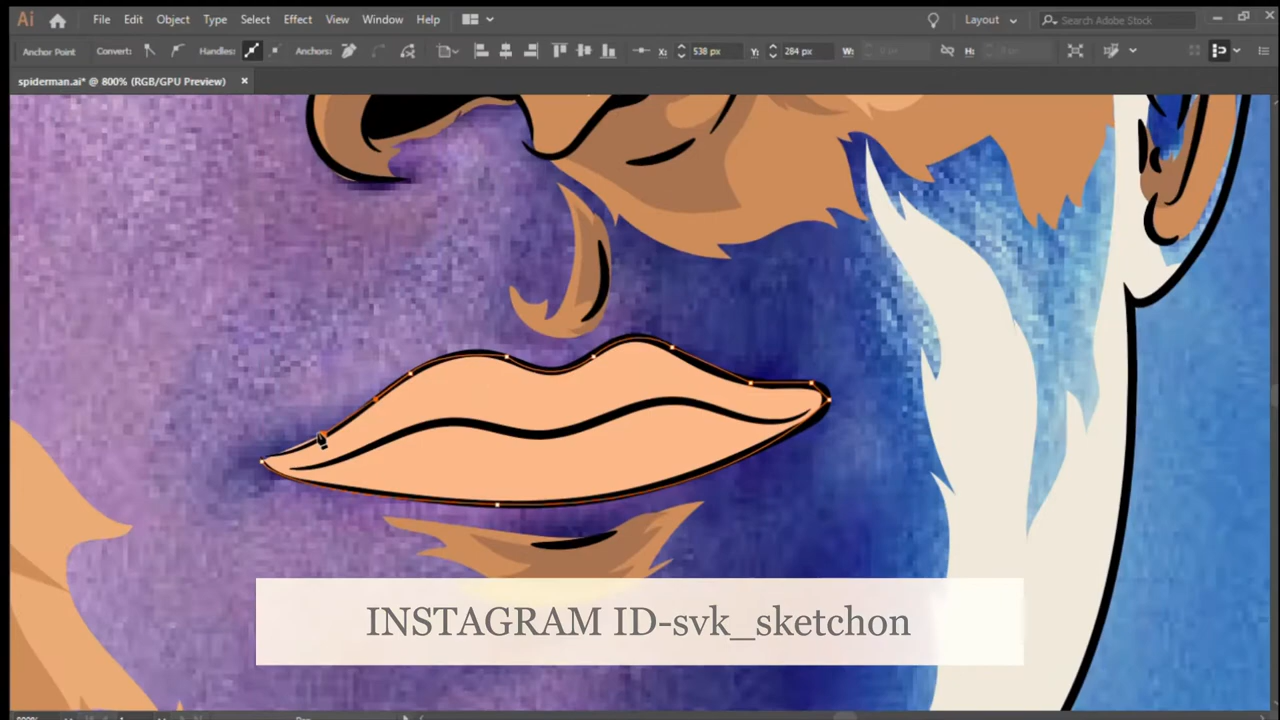 Ai File Edit Object Type Select Effect View Window Help Layout Search Adobe Stock
Anchor Point Convert: Handles: Anchors: X: 538 px Y: 284 px W: H:
spiderman.ai* @ 800% (RGB/GPU Preview) ×
INSTAGRAM ID-svk_sketchon